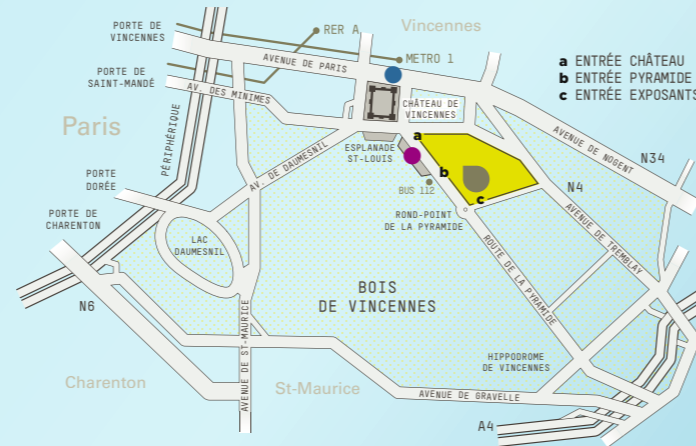 PORTE DE
VINCENNES
RER A
Vincennes
AVENUE DE PARIS
METRO 1
a ENTRÉE CHÂTEAU
b ENTRÉE PYRAMIDE
c ENTRÉE EXPOSANTS
PORTE DE
SAINT-MANDÉ
AV. DES MINIMES
CHÂTEAU DE
VINCENNES
Paris
PÉRIPHÉRIQUE
a
ESPLANADE
ST-LOUIS
AVENUE DE NOGENT
N34
PORTE
DORÉE
AV. DE DAUMESNIL
b
BUS 112
c
N4
PORTE DE
CHARENTON
ROND-POINT
DE LA PYRAMIDE
AVENUE DE TREMBLAY
LAC
DAUMESNIL
ROUTE DE LA PYRAMIDE
BOIS
DE VINCENNES
N6
AVENUE DE ST-MAURICE
HIPPODROME
DE VINCENNES
Charenton
St-Maurice
AVENUE DE GRAVELLE
A4